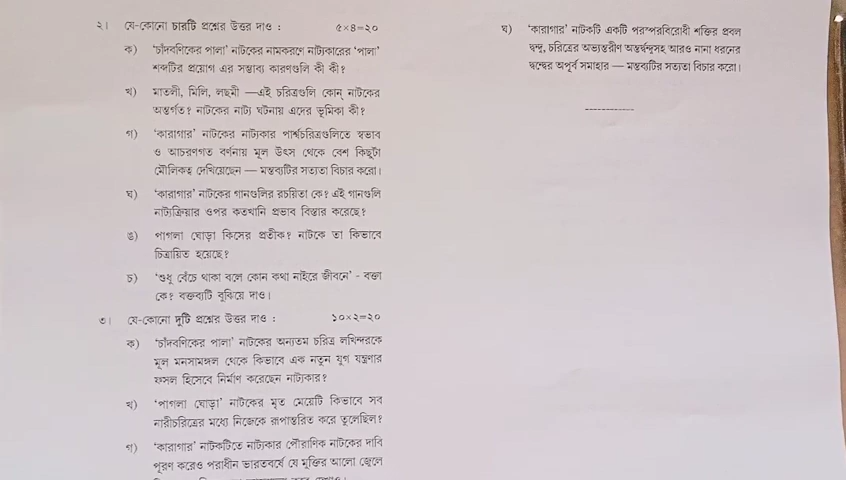 ২। যে-কোনো চারটি প্রশ্নের উত্তর দাও : ৫×৪=২০
ক) 'চাঁদবণিকের পালা' নাটকের নামকরণে নাট্যকারের 'পালা'
শব্দটির প্রয়োগ এর সম্ভাব্য কারণগুলি কী কী?
খ) মাতলী, মিলি, লছমী —এই চরিত্রগুলি কোন্ নাটকের
অন্তর্গত? নাটকের নাট্য ঘটনায় এদের ভূমিকা কী?
গ) 'কারাগার' নাটকের নাট্যকার পার্শ্বচরিত্রগুলিতে স্বভাব
ও আচরণগত বর্ণনায় মূল উৎস থেকে বেশ কিছুটা
মৌলিকত্ব দেখিয়েছেন — মন্তব্যটির সত্যতা বিচার করো।
ঘ) 'কারাগার' নাটকের গানগুলির রচয়িতা কে? এই গানগুলি
নাট্যক্রিয়ার ওপর কতখানি প্রভাব বিস্তার করেছে?
ঙ) পাগলা ঘোড়া কিসের প্রতীক? নাটকে তা কিভাবে
চিত্রায়িত হয়েছে?
চ) 'শুধু বেঁচে থাকা বলে কোন কথা নাইরে জীবনে' - বক্তা
কে? বক্তব্যটি বুঝিয়ে দাও।
৩। যে-কোনো দুটি প্রশ্নের উত্তর দাও : ১০×২=২০
ক) 'চাঁদবণিকের পালা' নাটকের অন্যতম চরিত্র লখিন্দরকে
মূল মনসামঙ্গল থেকে কিভাবে এক নতুন যুগ যন্ত্রণার
ফসল হিসেবে নির্মাণ করেছেন নাট্যকার?
খ) 'পাগলা ঘোড়া' নাটকের মৃত মেয়েটি কিভাবে সব
নারীচরিত্রের মধ্যে নিজেকে রূপান্তরিত করে তুলেছিল?
গ) 'কারাগার' নাটকটিতে নাট্যকার পৌরাণিক নাটকের দাবি
পূরণ করেও পরাধীন ভারতবর্ষে যে মুক্তির আলো জ্বেলে
ঘ) 'কারাগার' নাটকটি একটি পরস্পরবিরোধী শক্তির প্রবল
দ্বন্দ্ব, চরিত্রের অভ্যন্তরীণ অন্তর্দ্বন্দ্বসহ আরও নানা ধরনের
দ্বন্দ্বের অপূর্ব সমাহার — মন্তব্যটির সত্যতা বিচার করো।